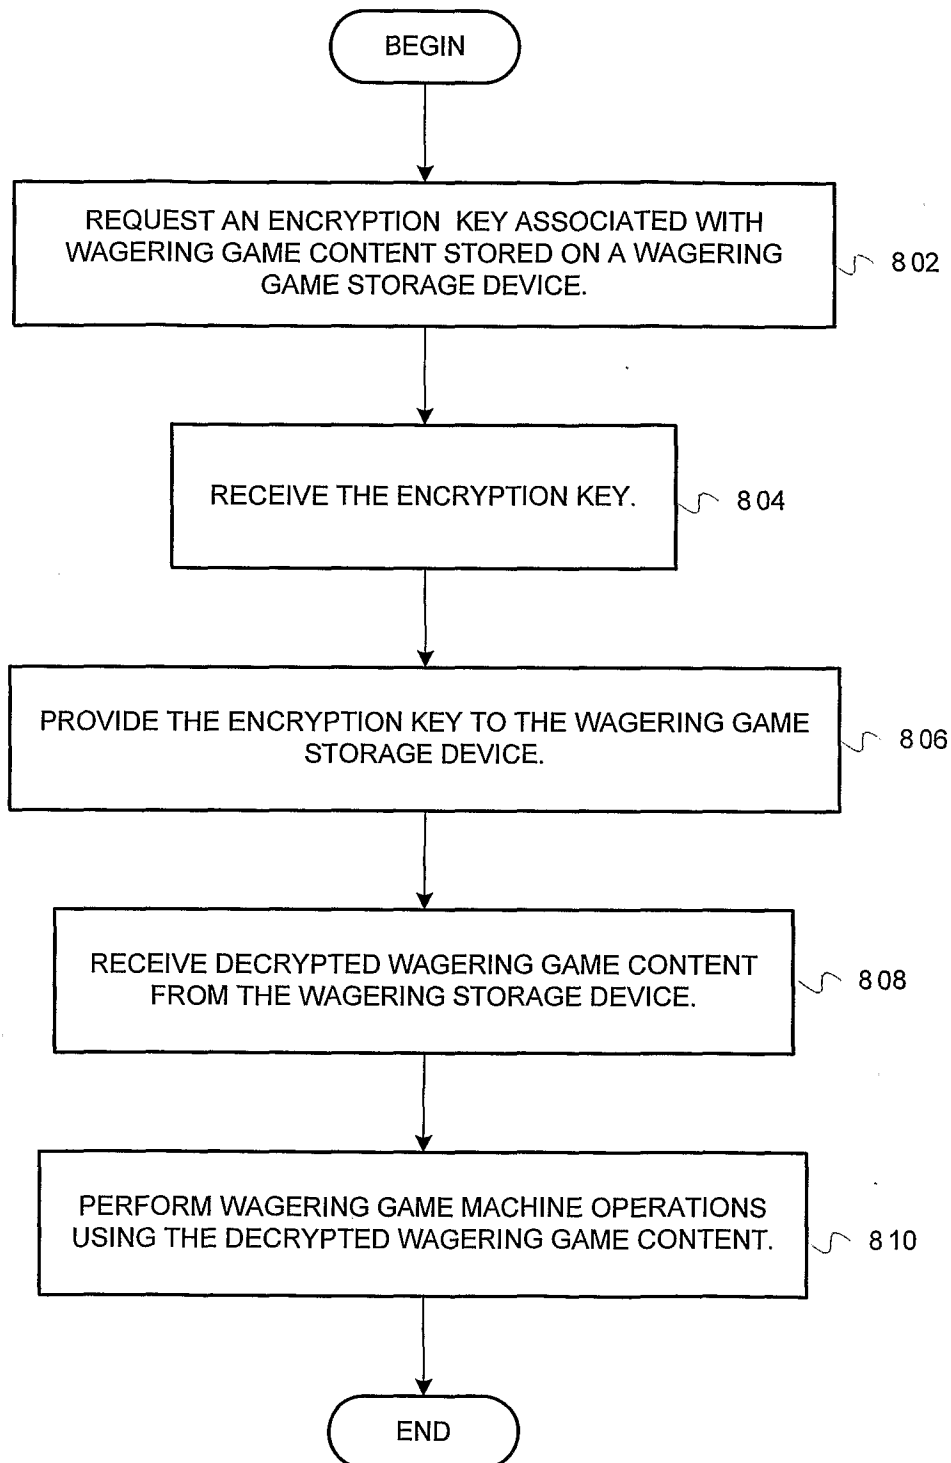 BEGIN
REQUEST AN ENCRYPTION KEY ASSOCIATED WITH
WAGERING GAME CONTENT STORED ON A WAGERING
GAME STORAGE DEVICE.
802
RECEIVE THE ENCRYPTION KEY.
804
PROVIDE THE ENCRYPTION KEY TO THE WAGERING GAME
STORAGE DEVICE.
806
RECEIVE DECRYPTED WAGERING GAME CONTENT
FROM THE WAGERING STORAGE DEVICE.
808
PERFORM WAGERING GAME MACHINE OPERATIONS
USING THE DECRYPTED WAGERING GAME CONTENT.
810
END